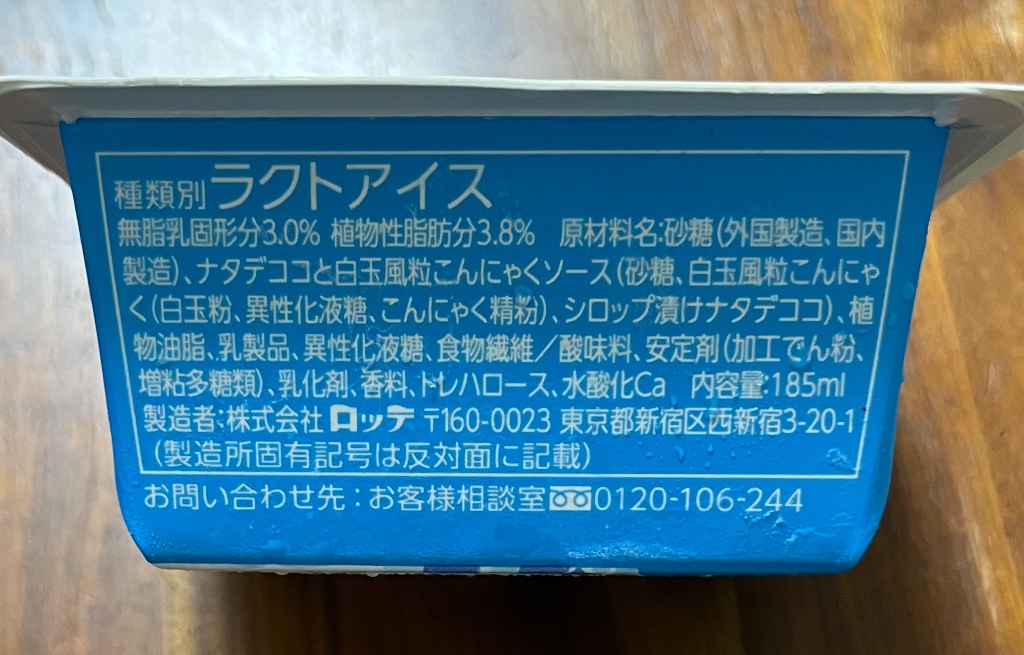 種類別ラクトアイス
無脂乳固形分3.0% 植物性脂肪分3.8%　原材料名:砂糖(外国製造、国内
製造)、ナタデココと白玉風粒こんにゃくソース(砂糖、白玉風粒こんにゃ
く(白玉粉、異性化液糖、こんにゃく精粉)、シロップ漬けナタデココ)、植
物油脂、乳製品、異性化液糖、食物繊維／酸味料、安定剤(加工でん粉、
増粘多糖類)、乳化剤、香料、トレハロース、水酸化Ca　内容量:185ml
製造者:株式会社 ロッテ 〒160-0023 東京都新宿区西新宿3-20-1
(製造所固有記号は反対面に記載)
お問い合わせ先：お客様相談室 0120-106-244